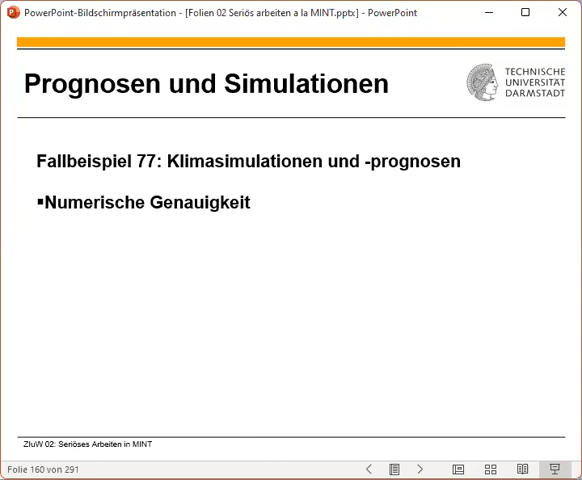 PowerPoint-Bildschirmpräsentation - [Folien 02 Seriös arbeiten a la MINT.pptx] - PowerPoint
Prognosen und Simulationen
TECHNISCHE
UNIVERSITÄT
DARMSTADT
Fallbeispiel 77: Klimasimulationen und -prognosen
▪Numerische Genauigkeit
ZIuW 02: Seriöses Arbeiten in MINT
Folie 160 von 291